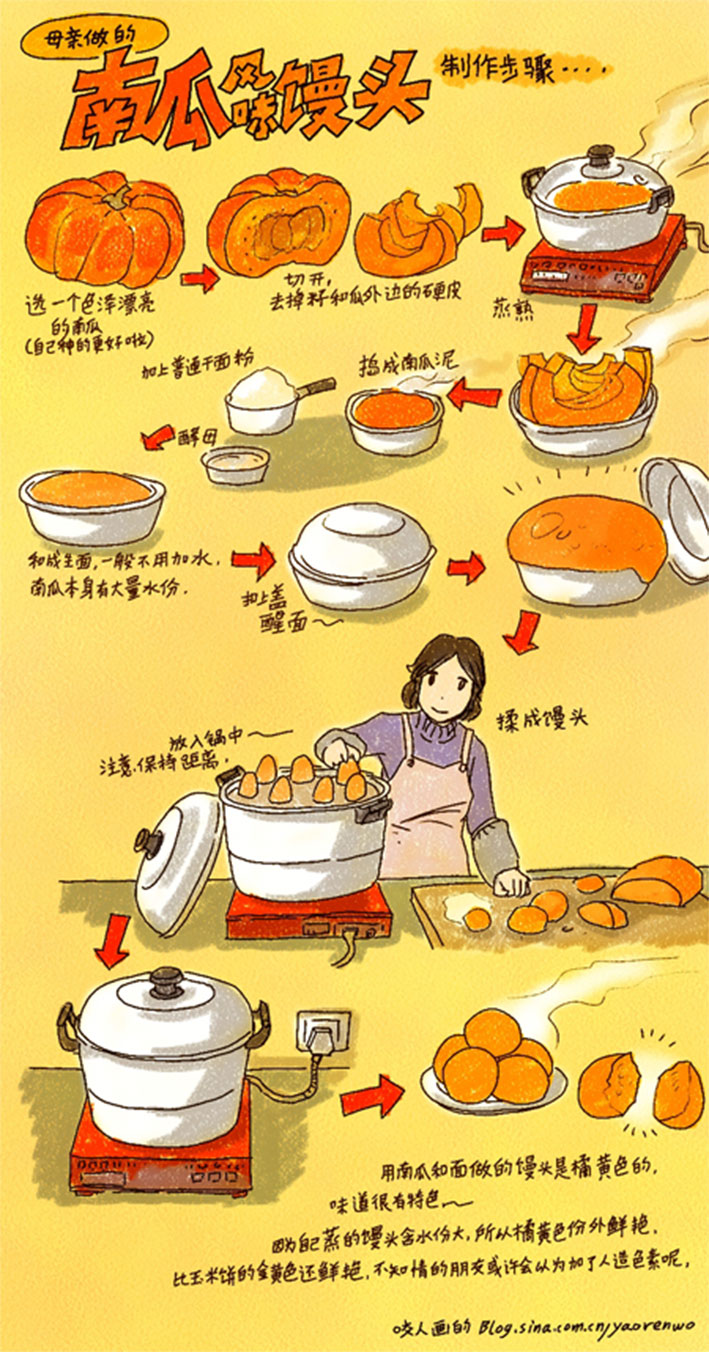 母亲做的
南瓜风味馒头
制作步骤....
选一个色泽漂亮
的南瓜
(自己种的更好啦)
切开,
去掉籽和瓜外边的硬皮
蒸熟
捣成南瓜泥
加上普通干面粉
酵母
和成生面,一般不用加水,
南瓜本身有大量水份.
扣上盖
醒面～
揉成馒头
放入锅中～
注意保持距离,
用南瓜和面做的馒头是橘黄色的,
味道很有特色～
因为自己蒸的馒头含水份大,所以橘黄色份外鲜艳.
比玉米饼的金黄色还鲜艳,不知情的朋友或许会认为加了人造色素呢,
咬人画的 Blog.sina.com.cn/yaorenwo